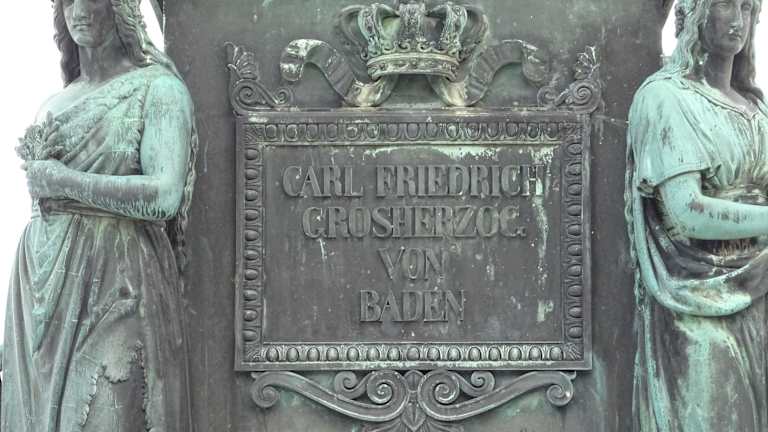 CARL FRIEDRICH
GROSHERZOG.
VON
BADEN